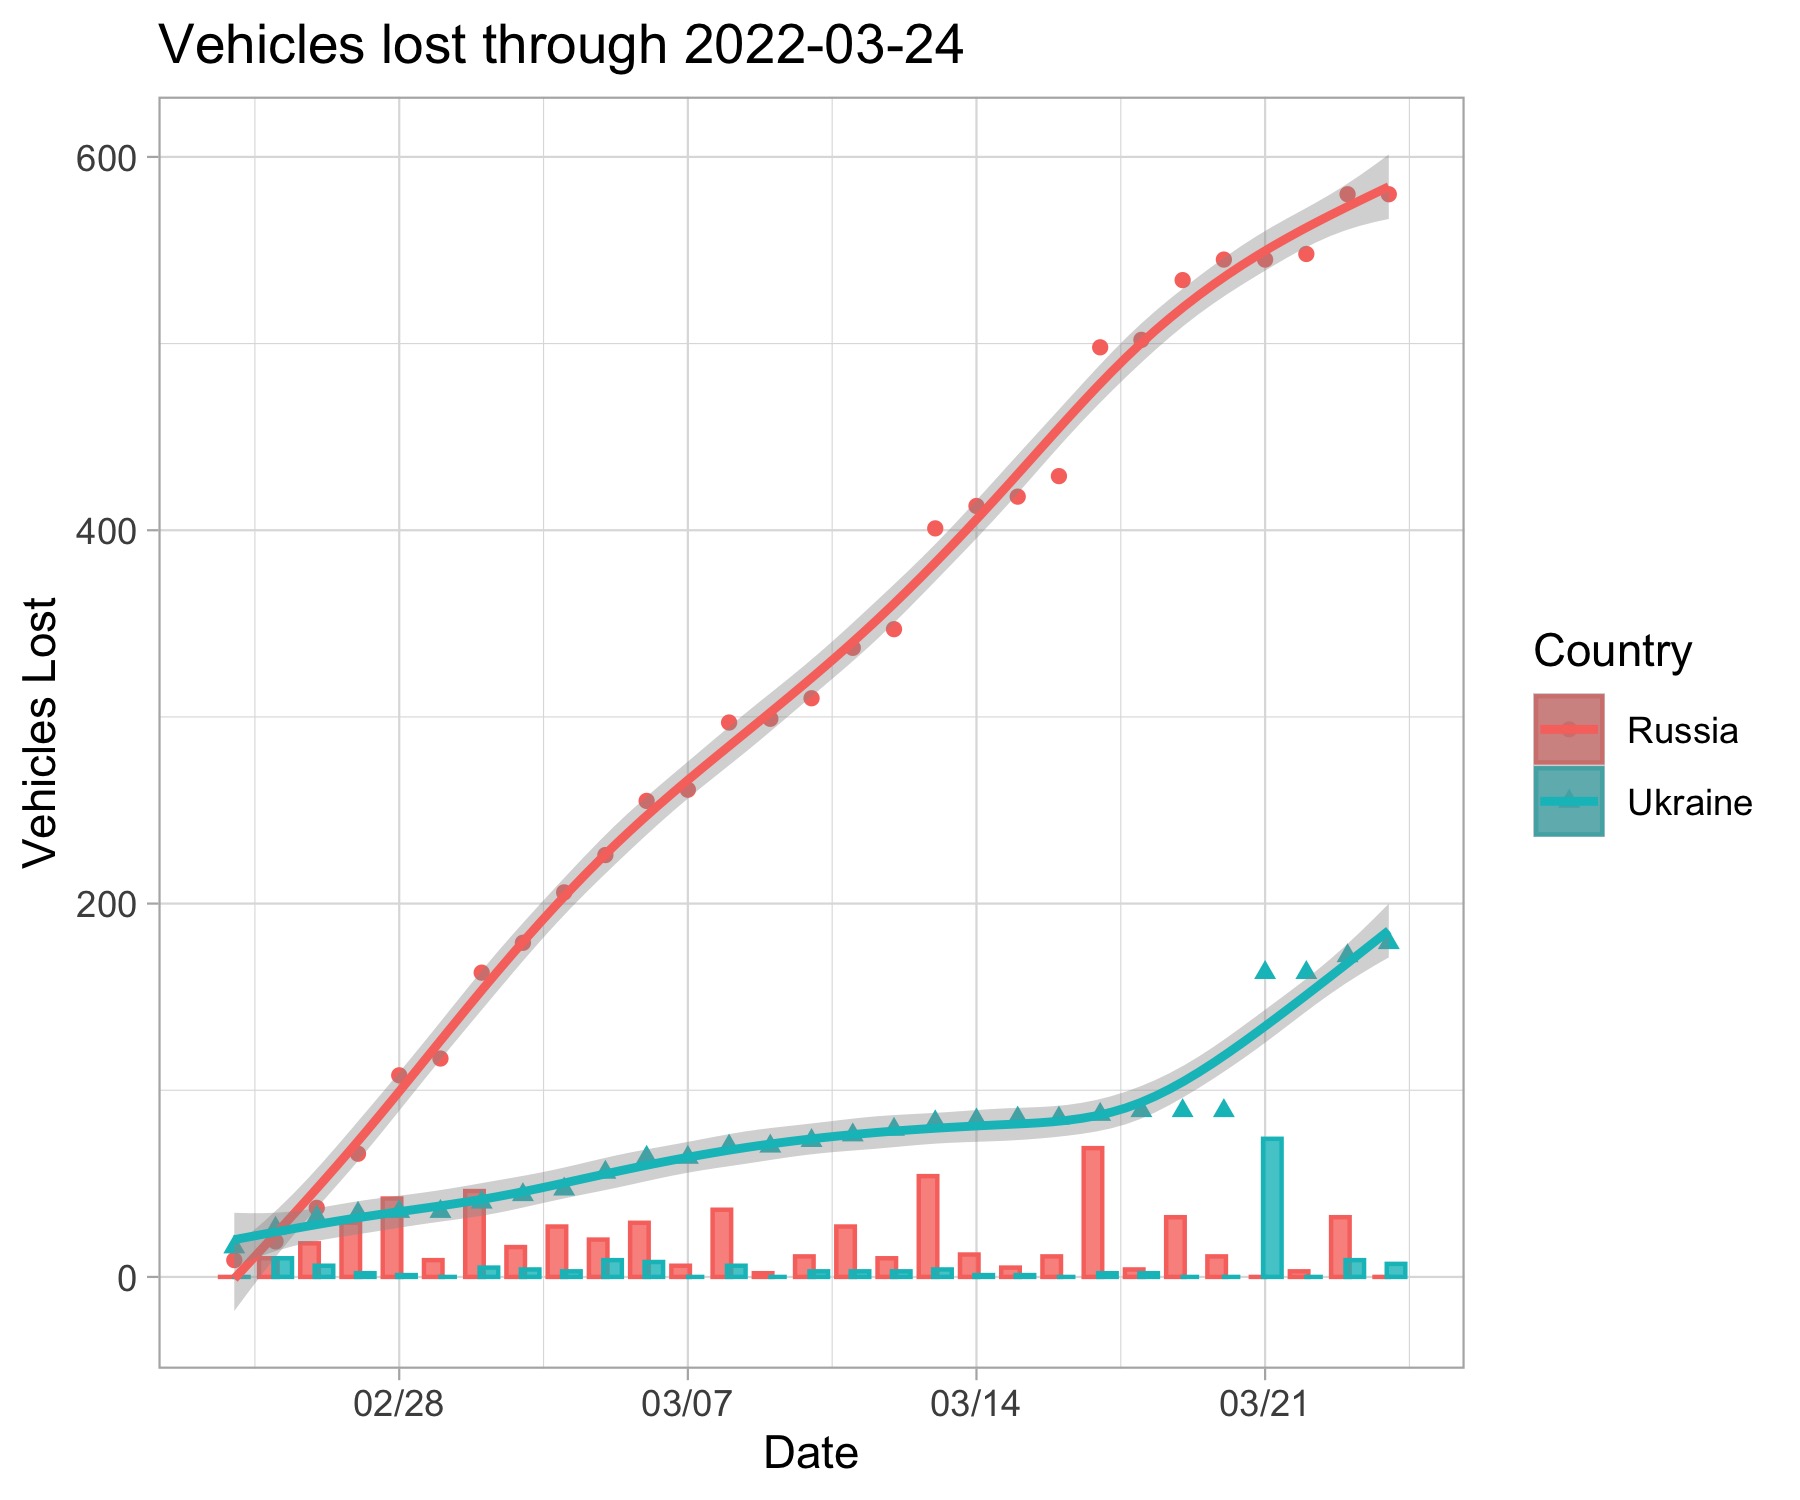 Vehicles lost through 2022-03-24
Vehicles Lost
600
400
200
0
02/28 03/07 03/14 03/21
Date
Country
Russia
Ukraine